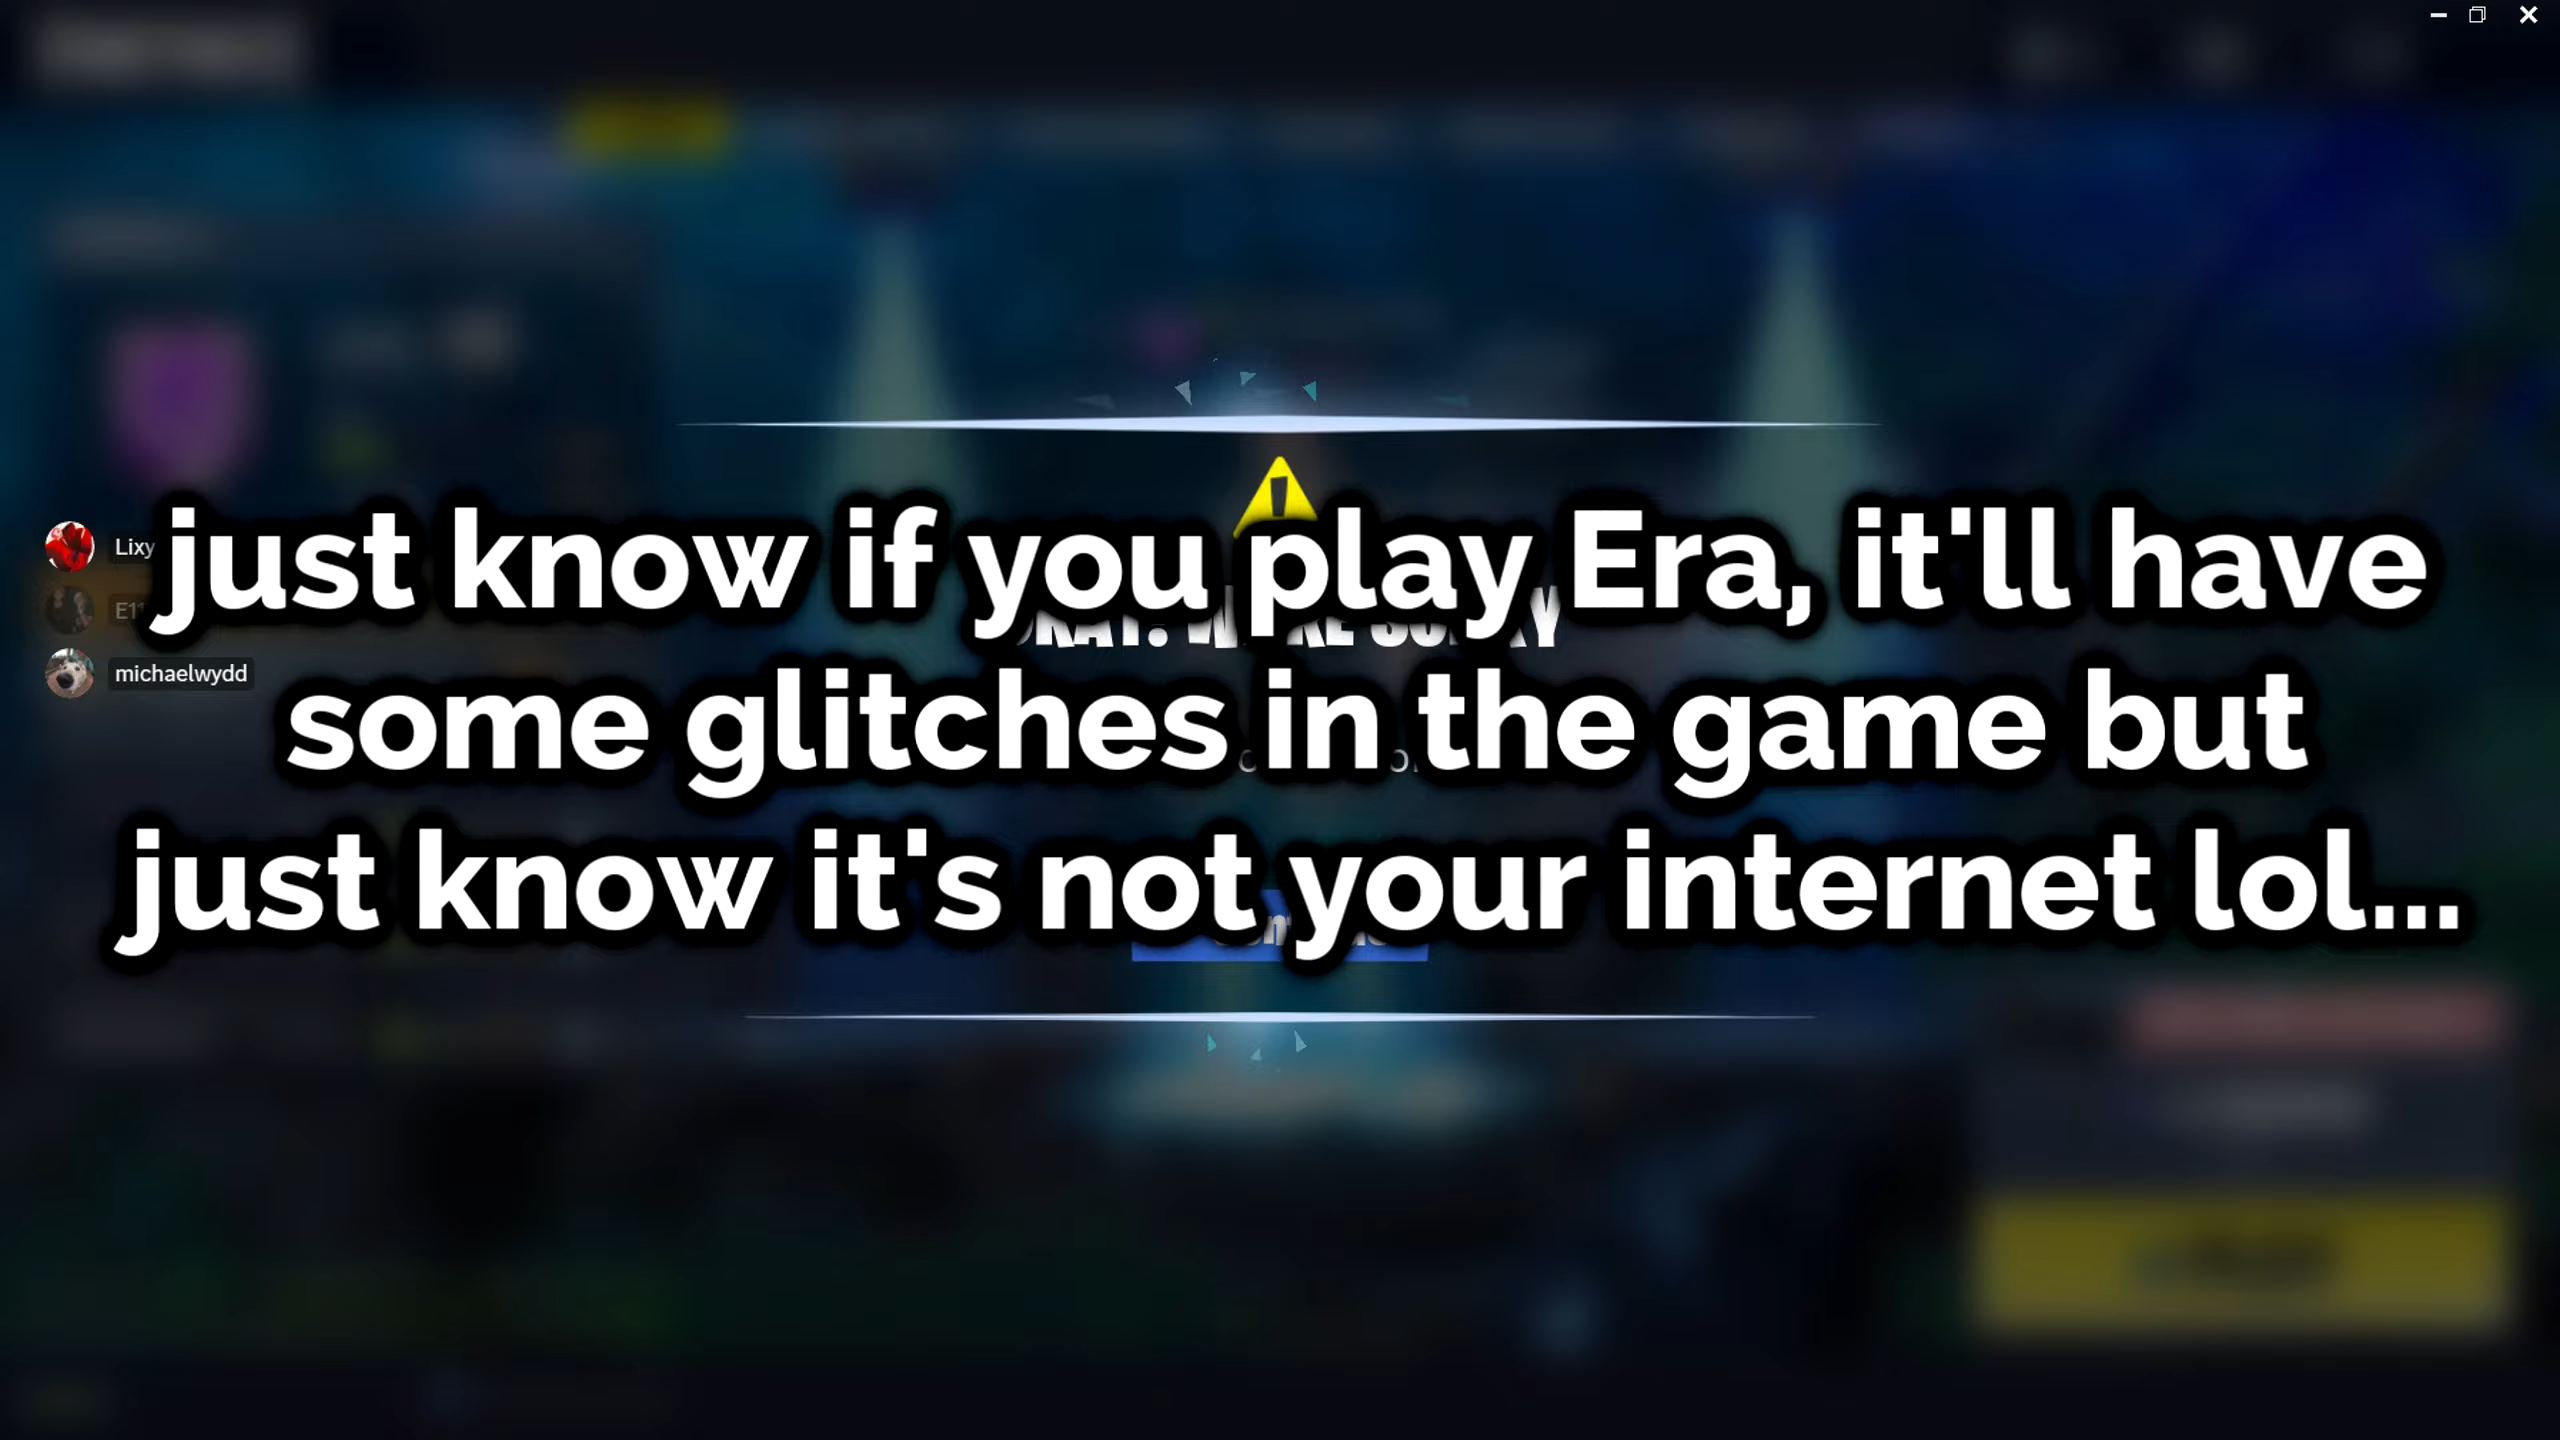 just know if you play Era, it'll have
Lixy
michaelwydd
some glitches in the game but
just know it's not your internet lol...